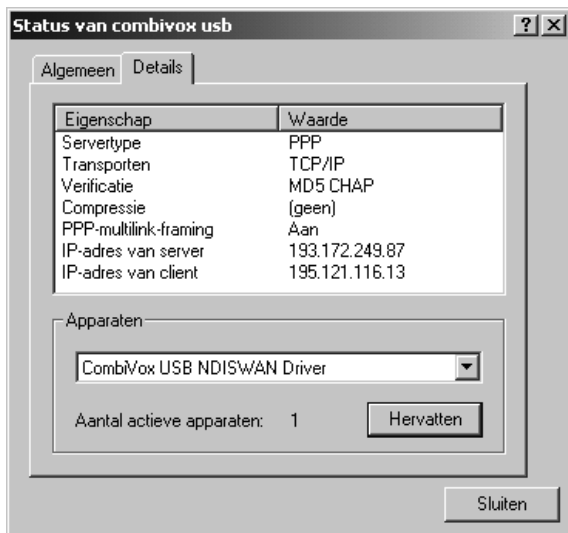 Status van combivox usb
Algemeen Details
Eigenschap Waarde
Servertype PPP
Transporten TCP/IP
Verificatie MD5 CHAP
Compressie (geen)
PPP-multilink-framing Aan
IP-adres van server 193.172.249.87
IP-adres van client 195.121.116.13
Apparaten
CombiVox USB NDISWAN Driver
Aantal actieve apparaten: 1 Hervatten
Sluiten